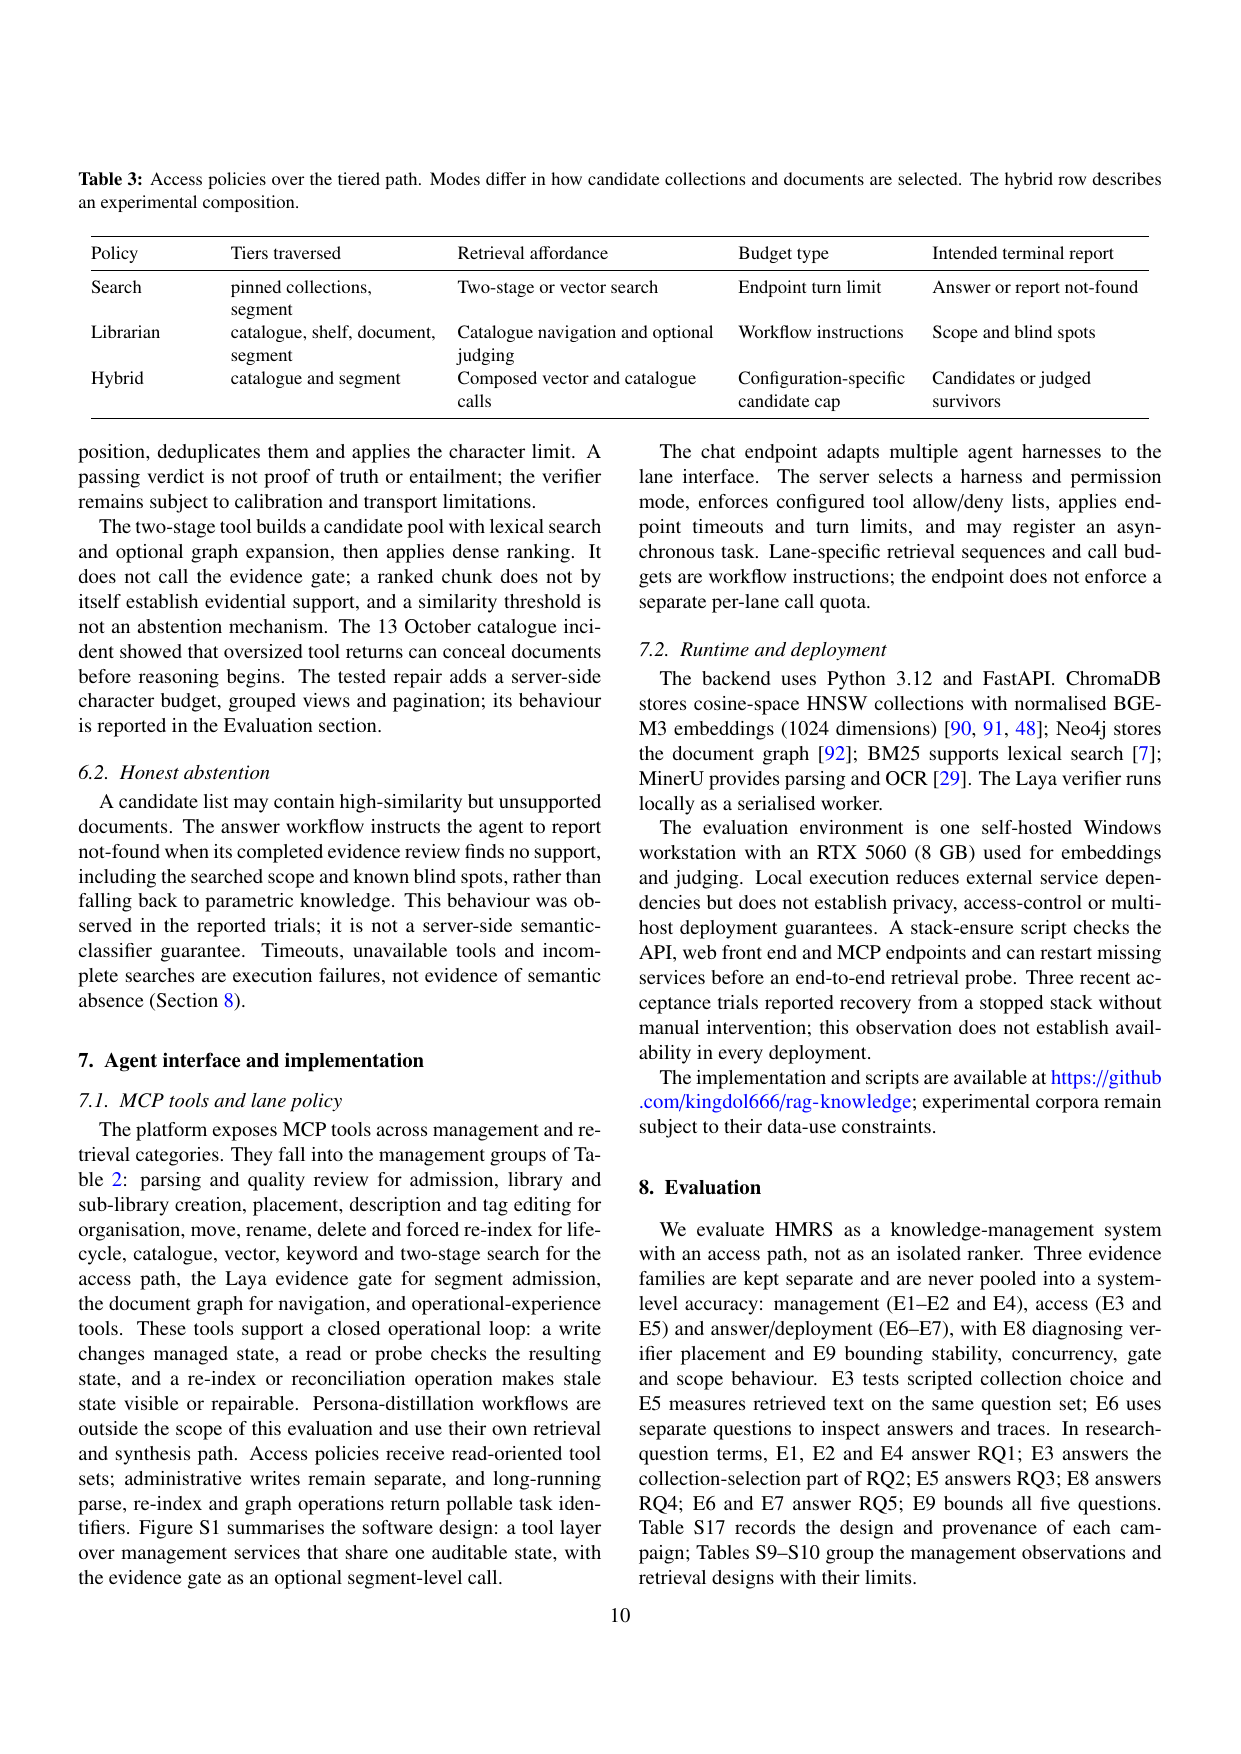 Table 3: Access policies over the tiered path. Modes differ in how candidate collections and documents are selected. The hybrid row describes
an experimental composition.
Policy Tiers traversed Retrieval affordance Budget type Intended terminal report
Search pinned collections, Two-stage or vector search Endpoint turn limit Answer or report not-found
segment
Librarian catalogue, shelf, document, Catalogue navigation and optional Workflow instructions Scope and blind spots
segment judging
Hybrid catalogue and segment Composed vector and catalogue Configuration-specific Candidates or judged
calls candidate cap survivors
position, deduplicates them and applies the character limit. A
passing verdict is not proof of truth or entailment; the verifier
remains subject to calibration and transport limitations.
The two-stage tool builds a candidate pool with lexical search
and optional graph expansion, then applies dense ranking. It
does not call the evidence gate; a ranked chunk does not by
itself establish evidential support, and a similarity threshold is
not an abstention mechanism. The 13 October catalogue inci-
dent showed that oversized tool returns can conceal documents
before reasoning begins. The tested repair adds a server-side
character budget, grouped views and pagination; its behaviour
is reported in the Evaluation section.
6.2. Honest abstention
A candidate list may contain high-similarity but unsupported
documents. The answer workflow instructs the agent to report
not-found when its completed evidence review finds no support,
including the searched scope and known blind spots, rather than
falling back to parametric knowledge. This behaviour was ob-
served in the reported trials; it is not a server-side semantic-
classifier guarantee. Timeouts, unavailable tools and incom-
plete searches are execution failures, not evidence of semantic
absence (Section 8).
7. Agent interface and implementation
7.1. MCP tools and lane policy
The platform exposes MCP tools across management and re-
trieval categories. They fall into the management groups of Ta-
ble 2: parsing and quality review for admission, library and
sub-library creation, placement, description and tag editing for
organisation, move, rename, delete and forced re-index for life-
cycle, catalogue, vector, keyword and two-stage search for the
access path, the Laya evidence gate for segment admission,
the document graph for navigation, and operational-experience
tools. These tools support a closed operational loop: a write
changes managed state, a read or probe checks the resulting
state, and a re-index or reconciliation operation makes stale
state visible or repairable. Persona-distillation workflows are
outside the scope of this evaluation and use their own retrieval
and synthesis path. Access policies receive read-oriented tool
sets; administrative writes remain separate, and long-running
parse, re-index and graph operations return pollable task iden-
tifiers. Figure S1 summarises the software design: a tool layer
over management services that share one auditable state, with
the evidence gate as an optional segment-level call.
The chat endpoint adapts multiple agent harnesses to the
lane interface. The server selects a harness and permission
mode, enforces configured tool allow/deny lists, applies end-
point timeouts and turn limits, and may register an asyn-
chronous task. Lane-specific retrieval sequences and call bud-
gets are workflow instructions; the endpoint does not enforce a
separate per-lane call quota.
7.2. Runtime and deployment
The backend uses Python 3.12 and FastAPI. ChromaDB
stores cosine-space HNSW collections with normalised BGE-
M3 embeddings (1024 dimensions) [90, 91, 48]; Neo4j stores
the document graph [92]; BM25 supports lexical search [7];
MinerU provides parsing and OCR [29]. The Laya verifier runs
locally as a serialised worker.
The evaluation environment is one self-hosted Windows
workstation with an RTX 5060 (8 GB) used for embeddings
and judging. Local execution reduces external service depen-
dencies but does not establish privacy, access-control or multi-
host deployment guarantees. A stack-ensure script checks the
API, web front end and MCP endpoints and can restart missing
services before an end-to-end retrieval probe. Three recent ac-
ceptance trials reported recovery from a stopped stack without
manual intervention; this observation does not establish avail-
ability in every deployment.
The implementation and scripts are available at https://github
.com/kingdol666/rag-knowledge; experimental corpora remain
subject to their data-use constraints.
8. Evaluation
We evaluate HMRS as a knowledge-management system
with an access path, not as an isolated ranker. Three evidence
families are kept separate and are never pooled into a system-
level accuracy: management (E1–E2 and E4), access (E3 and
E5) and answer/deployment (E6–E7), with E8 diagnosing ver-
ifier placement and E9 bounding stability, concurrency, gate
and scope behaviour. E3 tests scripted collection choice and
E5 measures retrieved text on the same question set; E6 uses
separate questions to inspect answers and traces. In research-
question terms, E1, E2 and E4 answer RQ1; E3 answers the
collection-selection part of RQ2; E5 answers RQ3; E8 answers
RQ4; E6 and E7 answer RQ5; E9 bounds all five questions.
Table S17 records the design and provenance of each cam-
paign; Tables S9–S10 group the management observations and
retrieval designs with their limits.
10